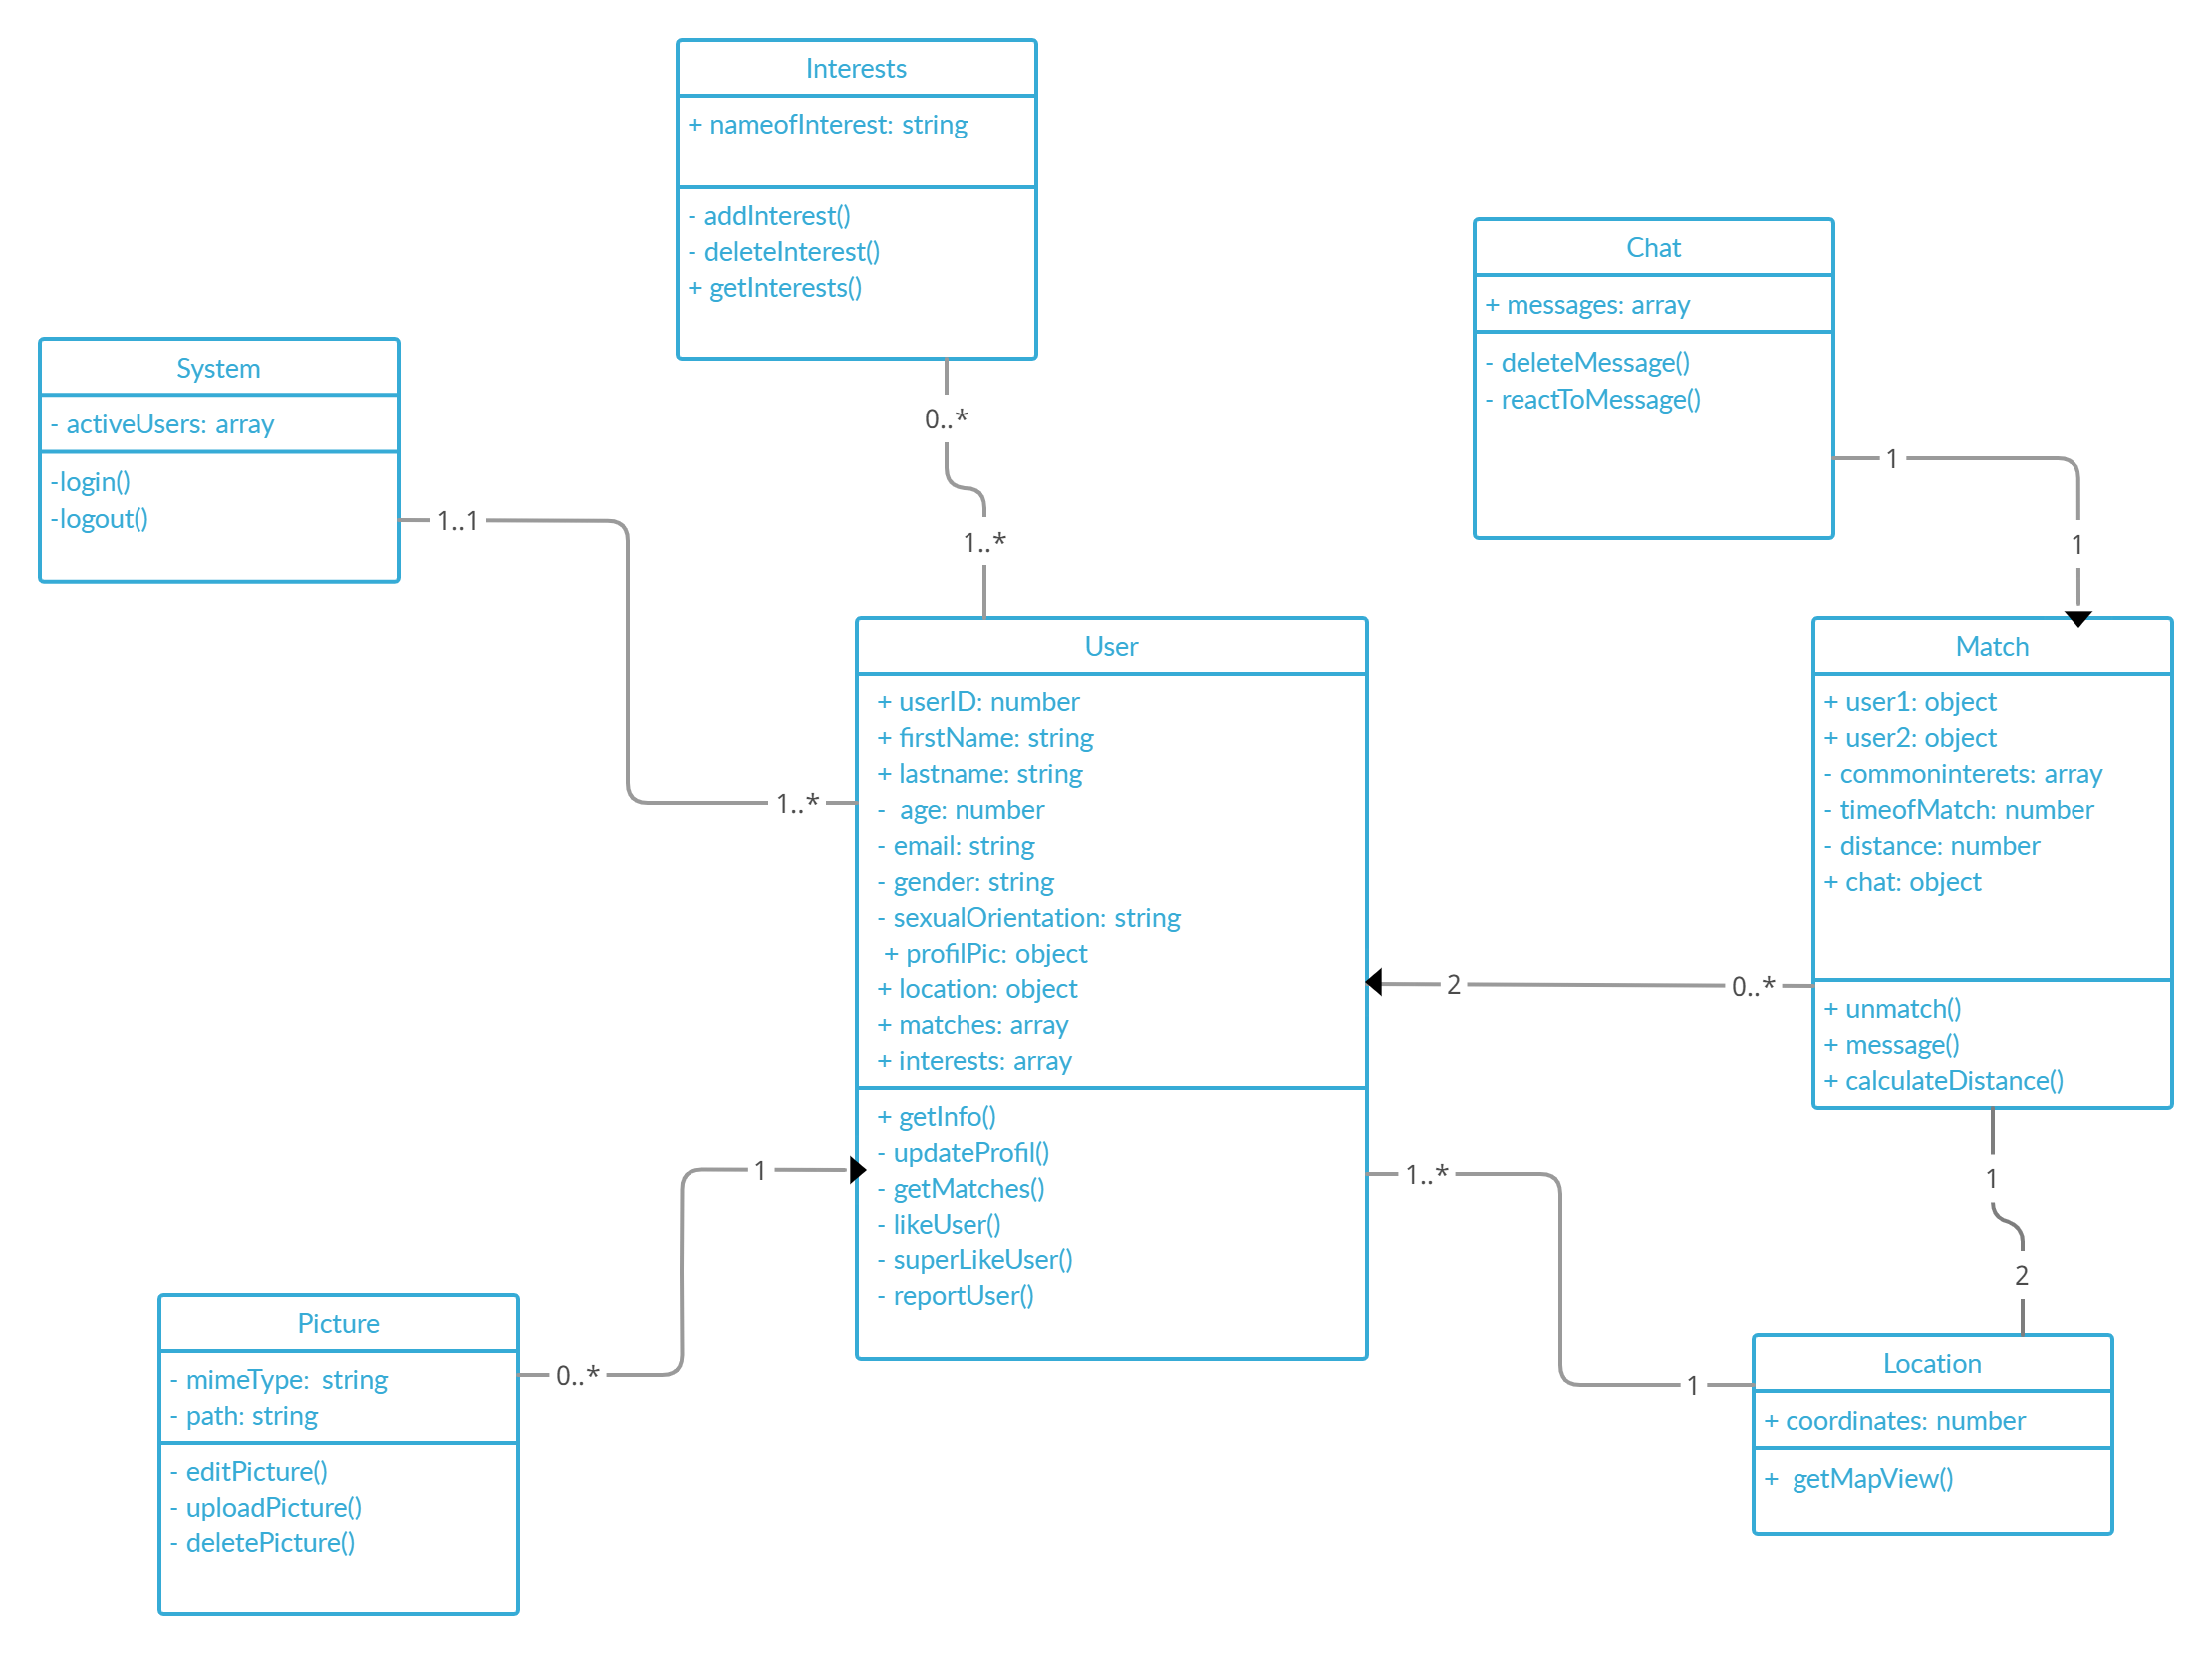 Interests
+ nameofInterest: string
- addInterest()
- deleteInterest()
+ getInterests()
Chat
+ messages: array
- deleteMessage()
- reactToMessage()
System
- activeUsers: array
-login()
-logout()
0..*
1..*
1..1
1..*
1
1
User
+ userID: number
+ firstName: string
+ lastname: string
- age: number
- email: string
- gender: string
- sexualOrientation: string
+ profilPic: object
+ location: object
+ matches: array
+ interests: array
+ getInfo()
- updateProfil()
- getMatches()
- likeUser()
- superLikeUser()
- reportUser()
Match
+ user1: object
+ user2: object
- commoninterets: array
- timeofMatch: number
- distance: number
+ chat: object
+ unmatch()
+ message()
+ calculateDistance()
2
0..*
1
0..*
1..*
1
1
2
Picture
- mimeType: string
- path: string
- editPicture()
- uploadPicture()
- deletePicture()
Location
+ coordinates: number
+ getMapView()